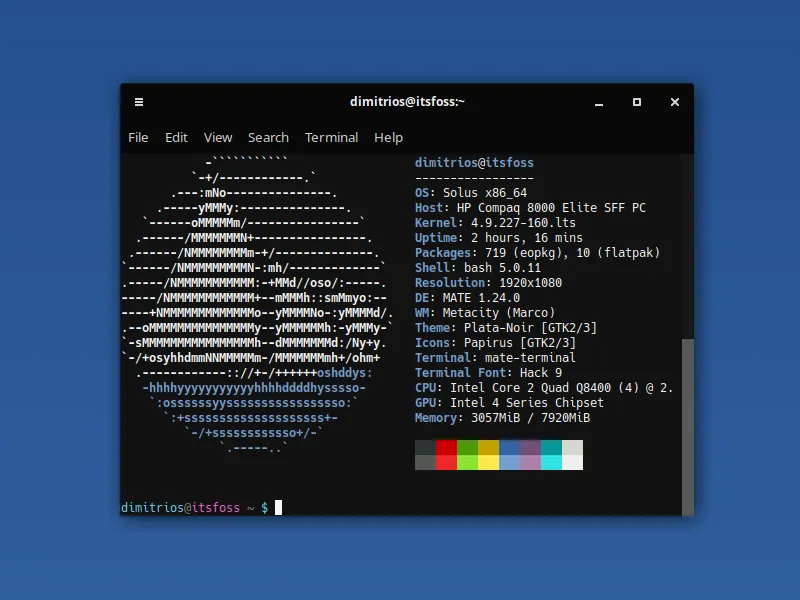 dimitrios@itsfoss:~
File Edit View Search Terminal Help
-```````````
`-+/------------.`
.---:mNo---------------.
.-----yMMMy:---------------.
`------oMMMMMm/----------------`
.------/MMMMMMMN+----------------.
.------/NMMMMMMMMm-+/---------------.
`------/NMMMMMMMMMN-:mh/-------------`
.-----/NMMMMMMMMMMM:-+MMd//oso/:-----.
-----/NMMMMMMMMMMMM+--mMMMh::smMmyo:--
----+NMMMMMMMMMMMMMo--yMMMMNo-:yMMMMd/.
.--oMMMMMMMMMMMMMMMy--yMMMMMMh:-yMMMy-`
`-sMMMMMMMMMMMMMMMMh--dMMMMMMMd:/Ny+y.
`-/+osyhhdmmNNMMMMMm-/MMMMMMMmh+/ohm+
.------------:://+-/++++++oshddys:
-hhhhyyyyyyyyyyyhhhhddddhysssso-
`:ossssssyysssssssssssssssso:`
`:+ssssssssssssssssssss+-
`-/+ssssssssssso+/-`
`.-----..`
dimitrios@itsfoss
-----------------
OS: Solus x86_64
Host: HP Compaq 8000 Elite SFF PC
Kernel: 4.9.227-160.lts
Uptime: 2 hours, 16 mins
Packages: 719 (eopkg), 10 (flatpak)
Shell: bash 5.0.11
Resolution: 1920x1080
DE: MATE 1.24.0
WM: Metacity (Marco)
Theme: Plata-Noir [GTK2/3]
Icons: Papirus [GTK2/3]
Terminal: mate-terminal
Terminal Font: Hack 9
CPU: Intel Core 2 Quad Q8400 (4) @ 2.
GPU: Intel 4 Series Chipset
Memory: 3057MiB / 7920MiB
dimitrios@itsfoss ~ $